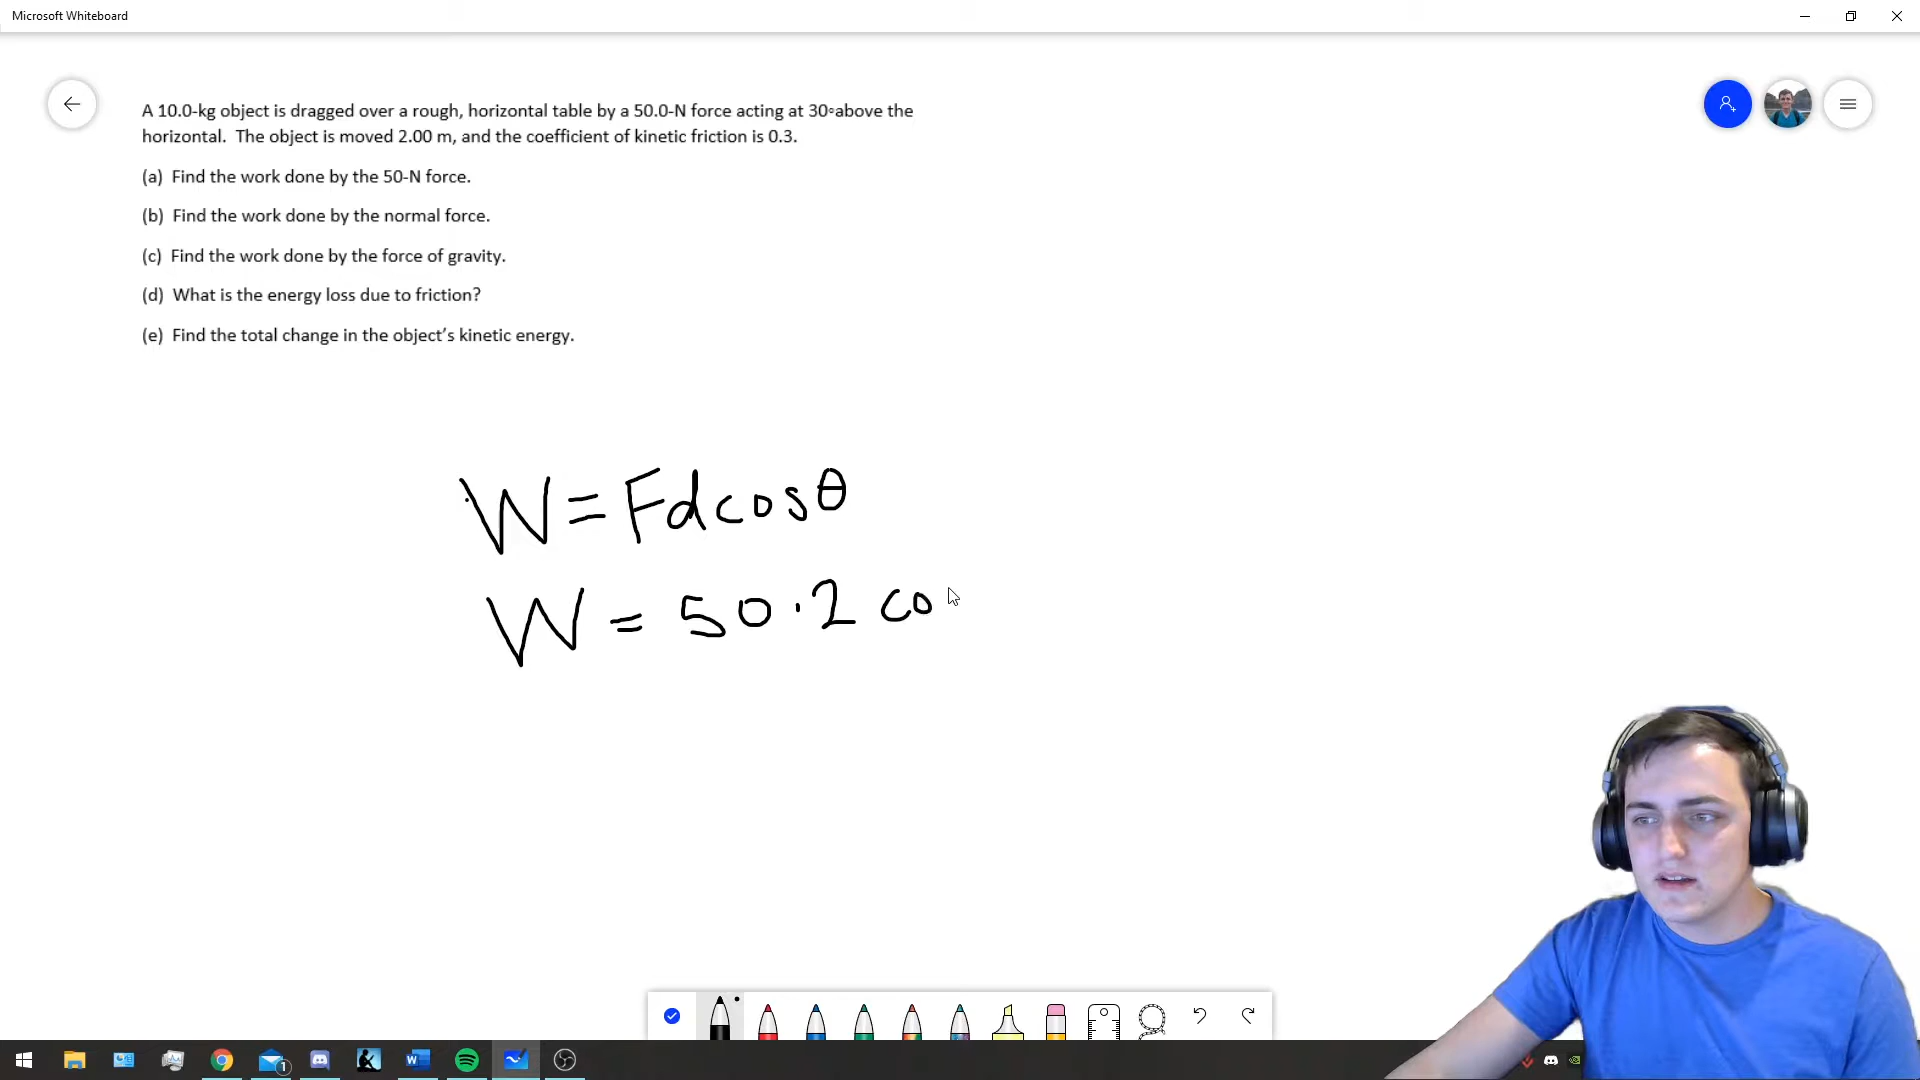 Microsoft Whiteboard
A 10.0-kg object is dragged over a rough, horizontal table by a 50.0-N force acting at 30∘above the
horizontal. The object is moved 2.00 m, and the coefficient of kinetic friction is 0.3.
(a) Find the work done by the 50-N force.
(b) Find the work done by the normal force.
(c) Find the work done by the force of gravity.
(d) What is the energy loss due to friction?
(e) Find the total change in the object’s kinetic energy.
W = Fdcosθ
W = 50·2 co
1